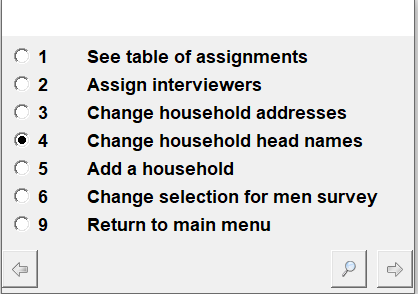 1 See table of assignments
2 Assign interviewers
3 Change household addresses
4 Change household head names
5 Add a household
6 Change selection for men survey
9 Return to main menu